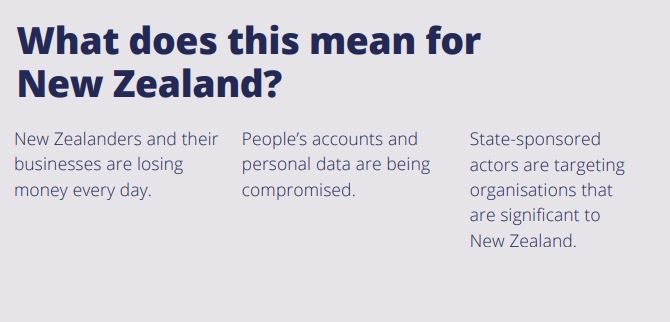 What does this mean for
New Zealand?
New Zealanders and their
businesses are losing
money every day.
People’s accounts and
personal data are being
compromised.
State-sponsored
actors are targeting
organisations that
are significant to
New Zealand.